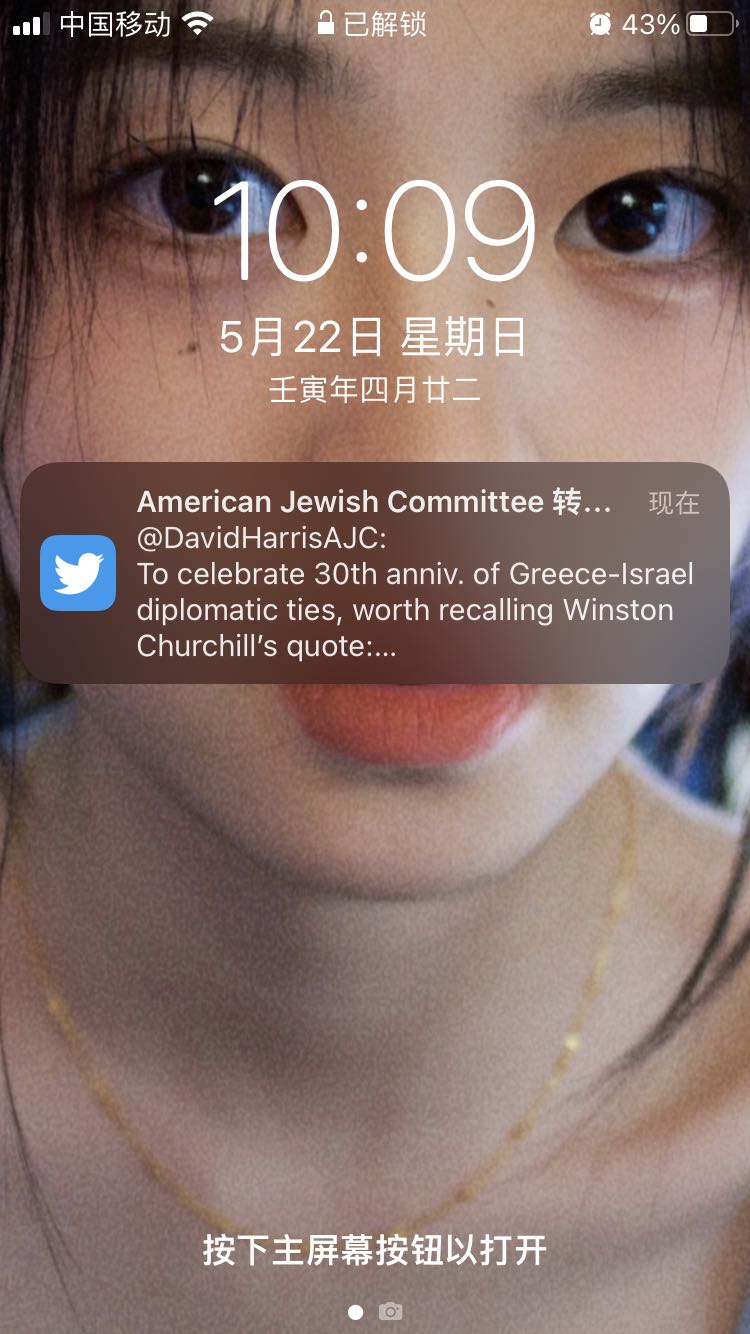 中国移动 已解锁 43%
10:09
5月22日 星期日
壬寅年四月廿二
American Jewish Committee 转... 现在
@DavidHarrisAJC:
To celebrate 30th anniv. of Greece-Israel
diplomatic ties, worth recalling Winston
Churchill’s quote:...
按下主屏幕按钮以打开